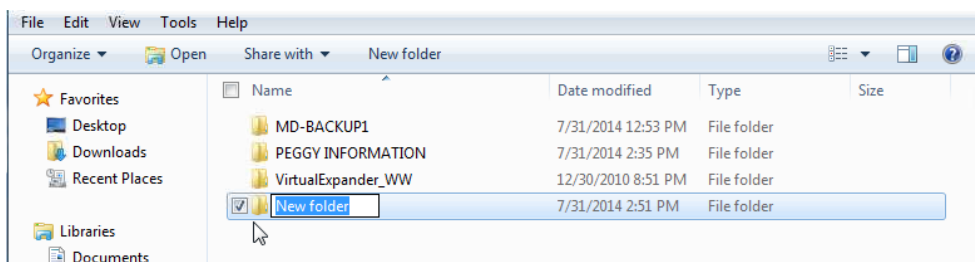 File Edit View Tools Help
Organize Open Share with New folder
Favorites
Desktop
Downloads
Recent Places
Libraries
Documents
Name Date modified Type Size
MD-BACKUP1 7/31/2014 12:53 PM File folder
PEGGY INFORMATION 7/31/2014 2:35 PM File folder
VirtualExpander_WW 12/30/2010 8:51 PM File folder
New folder 7/31/2014 2:51 PM File folder